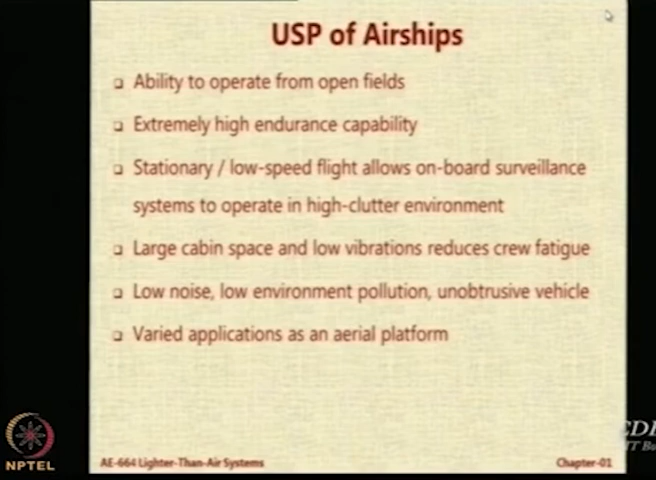 USP of Airships
Ability to operate from open fields
Extremely high endurance capability
Stationary / low-speed flight allows on-board surveillance
systems to operate in high-clutter environment
Large cabin space and low vibrations reduces crew fatigue
Low noise, low environment pollution, unobtrusive vehicle
Varied applications as an aerial platform
NPTEL
AE-664 Lighter-Than-Air Systems
Chapter-01